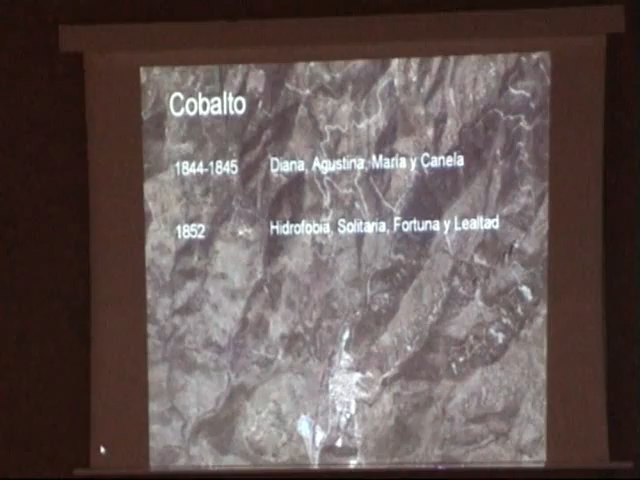 Cobalto
1844-1845 Diana, Agustina, María y Canela
1852 Hidrofobia, Solitaria, Fortuna y Lealtad